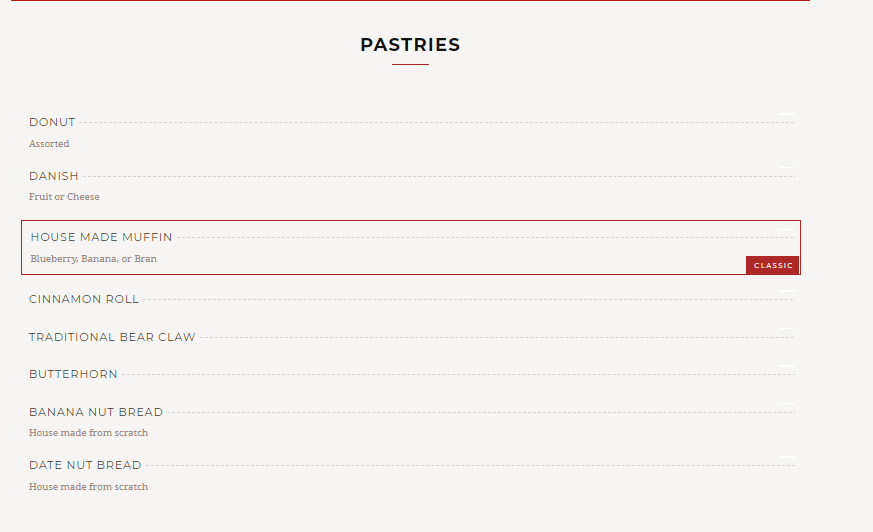 PASTRIES
DONUT
Assorted
DANISH
Fruit or Cheese
HOUSE MADE MUFFIN
Blueberry, Banana, or Bran
CLASSIC
CINNAMON ROLL
TRADITIONAL BEAR CLAW
BUTTERHORN
BANANA NUT BREAD
House made from scratch
DATE NUT BREAD
House made from scratch